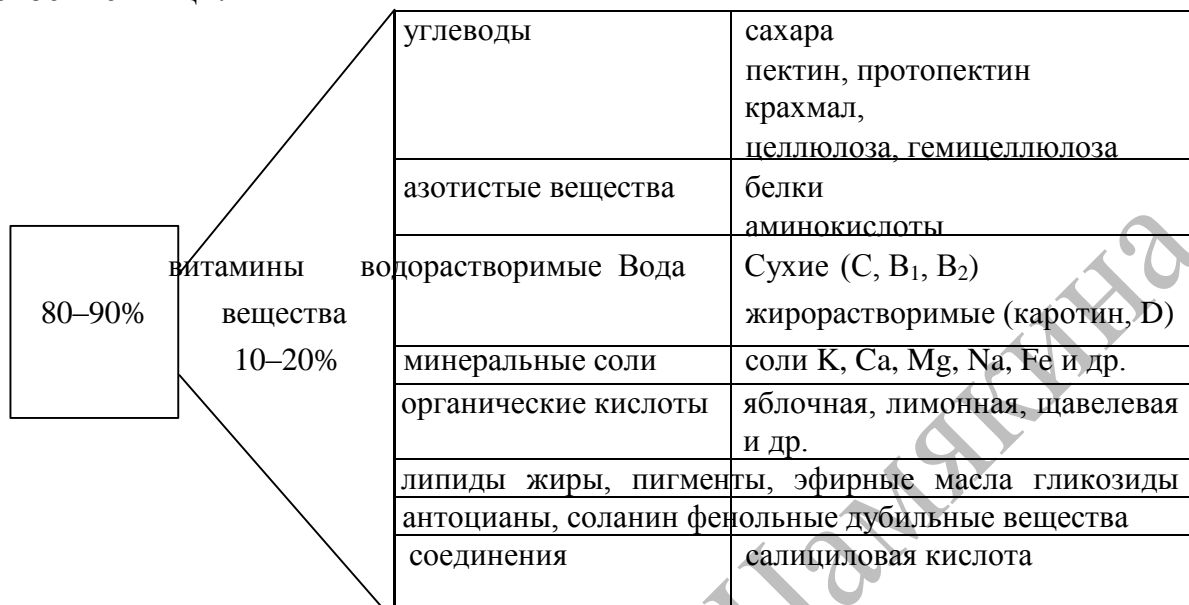 углеводы сахара
пектин, протопектин
крахмал,
целлюлоза, гемицеллюлоза
азотистые вещества белки
аминокислоты
витамины водорастворимые Вода Сухие (C, B₁, B₂)
80–90% вещества жирорастворимые (каротин, D)
10–20% минеральные соли соли K, Ca, Mg, Na, Fe и др.
органические кислоты яблочная, лимонная, щавелевая
и др.
липиды жиры, пигменты, эфирные масла гликозиды
антоцианы, соланин фенольные дубильные вещества
соединения салициловая кислота